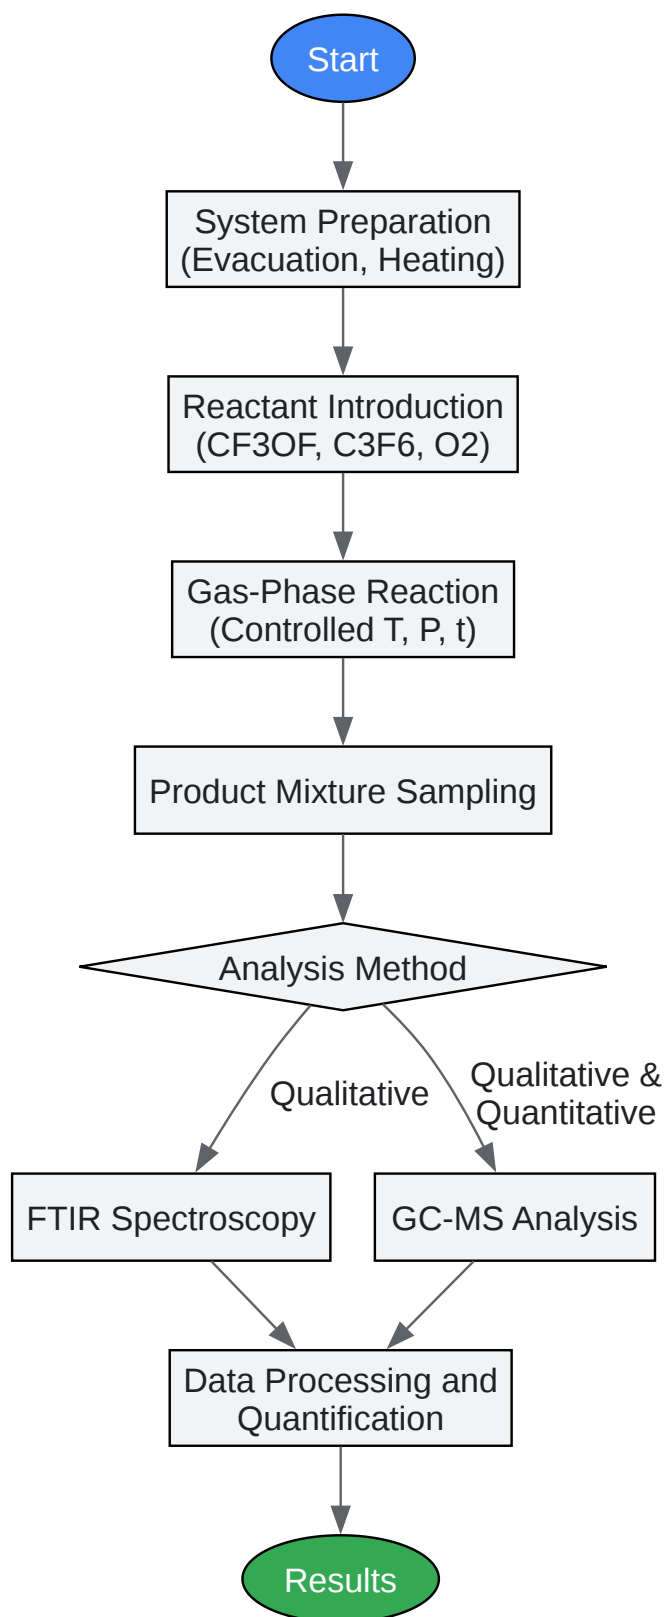 Start
System Preparation
(Evacuation, Heating)
Reactant Introduction
(CF3OF, C3F6, O2)
Gas-Phase Reaction
(Controlled T, P, t)
Product Mixture Sampling
Analysis Method
Qualitative
Qualitative &
Quantitative
FTIR Spectroscopy
GC-MS Analysis
Data Processing and
Quantification
Results